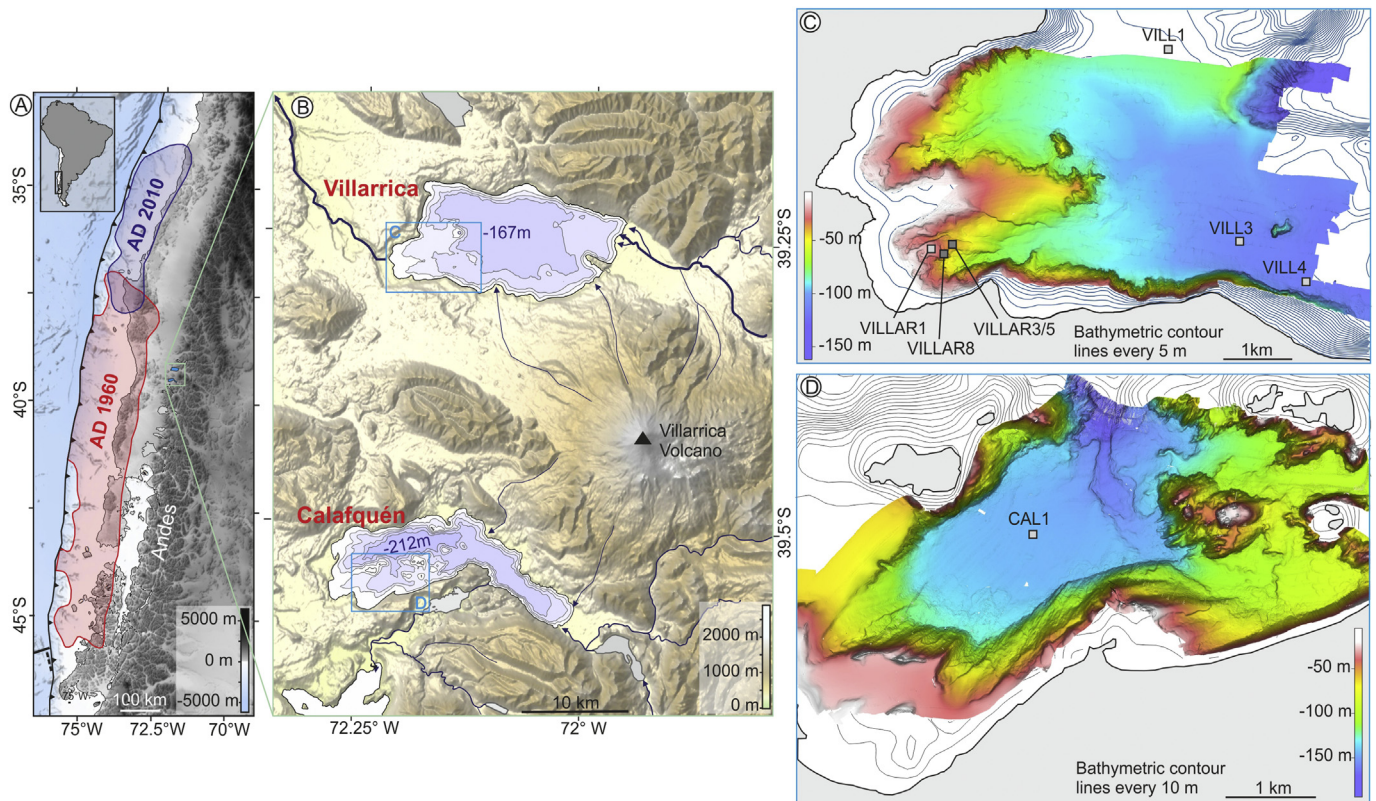 A
AD 2010
AD 1960
Andes
35°S
40°S
45°S
75°W
5000 m
0 m
-5000 m
100 km
75°W
72.5°W
70°W
B
Villarrica
-167m
C
Villarrica
Volcano
Calafquén
-212m
D
2000 m
1000 m
0 m
10 km
72.25°W
72°W
39.25°S
39.5°S
C
VILL1
VILL3
VILL4
VILLAR1
VILLAR8
VILLAR3/5
-50 m
-100 m
-150 m
Bathymetric contour
lines every 5 m
1km
D
CAL1
-50 m
-100 m
-150 m
Bathymetric contour
lines every 10 m
1 km